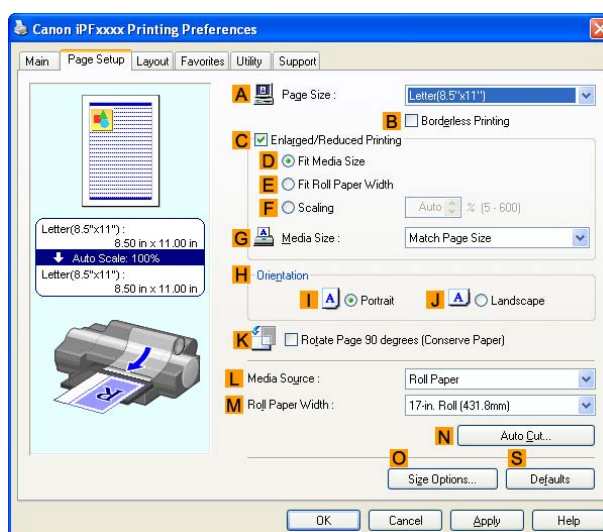 Canon iPFxxxx Printing Preferences
Main Page Setup Layout Favorites Utility Support
A Page Size : Letter(8.5"x11")
B Borderless Printing
C Enlarged/Reduced Printing
D Fit Media Size
E Fit Roll Paper Width
F Scaling Auto % (5 - 600)
G Media Size : Match Page Size
Letter(8.5"x11") :
8.50 in x 11.00 in
Auto Scale: 100%
Letter(8.5"x11") :
8.50 in x 11.00 in
H Orientation
I A Portrait J A Landscape
K Rotate Page 90 degrees (Conserve Paper)
R
L Media Source : Roll Paper
M Roll Paper Width : 17-in. Roll (431.8mm)
N Auto Cut...
O S
Size Options... Defaults
OK Cancel Apply Help